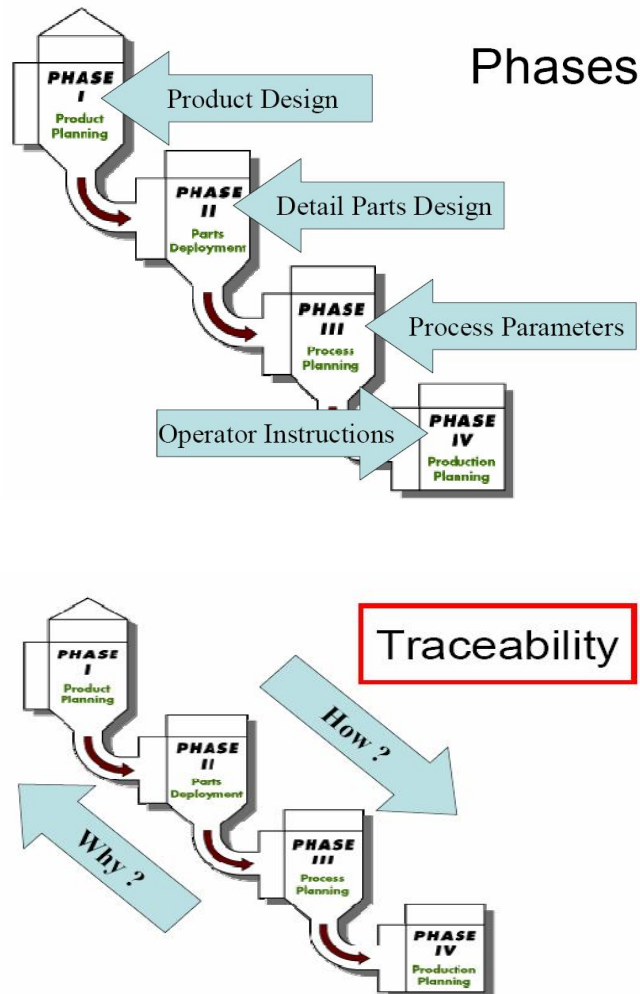 Phases
PHASE
I
Product
Planning
Product Design
PHASE
II
Parts
Deployment
Detail Parts Design
PHASE
III
Process
Planning
Process Parameters
Operator Instructions
PHASE
IV
Production
Planning
Traceability
PHASE
I
Product
Planning
How ?
PHASE
II
Parts
Deployment
Why ?
PHASE
III
Process
Planning
PHASE
IV
Production
Planning